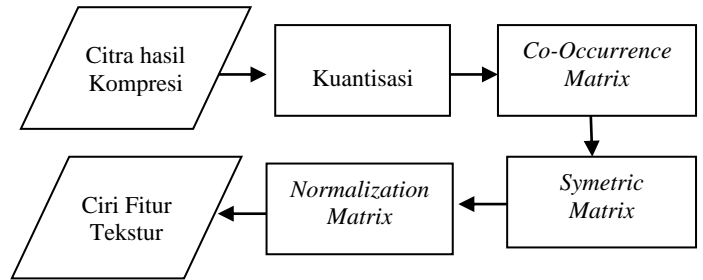 Citra hasil
Kompresi
Kuantisasi
Co-Occurrence
Matrix
Symetric
Matrix
Normalization
Matrix
Ciri Fitur
Tekstur